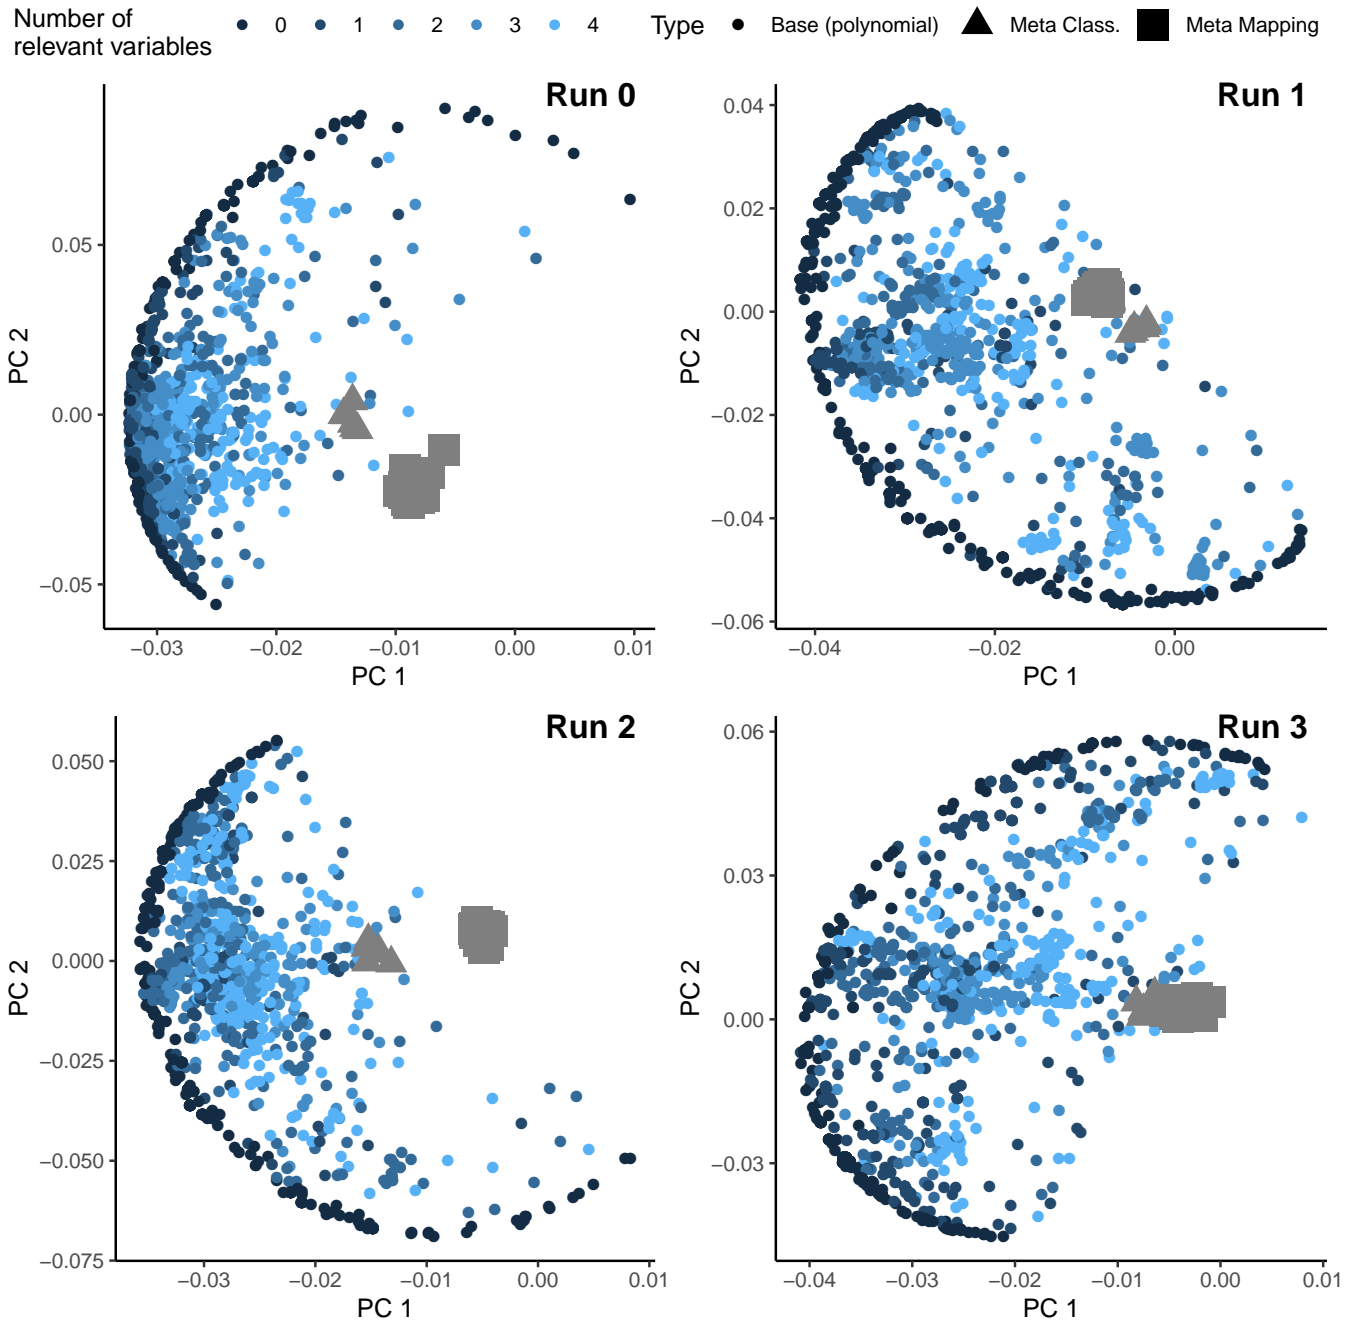 Number of
relevant variables
0 1 2 3 4
Type
Base (polynomial) Meta Class. Meta Mapping
Run 0
PC 2
0.05
0.00
−0.05
−0.03 −0.02 −0.01 0.00 0.01
PC 1
Run 1
PC 2
0.04
0.02
0.00
−0.02
−0.04
−0.06
−0.04 −0.02 0.00
PC 1
Run 2
PC 2
0.050
0.025
0.000
−0.025
−0.050
−0.075
−0.03 −0.02 −0.01 0.00 0.01
PC 1
Run 3
PC 2
0.06
0.03
0.00
−0.03
−0.04 −0.03 −0.02 −0.01 0.00 0.01
PC 1